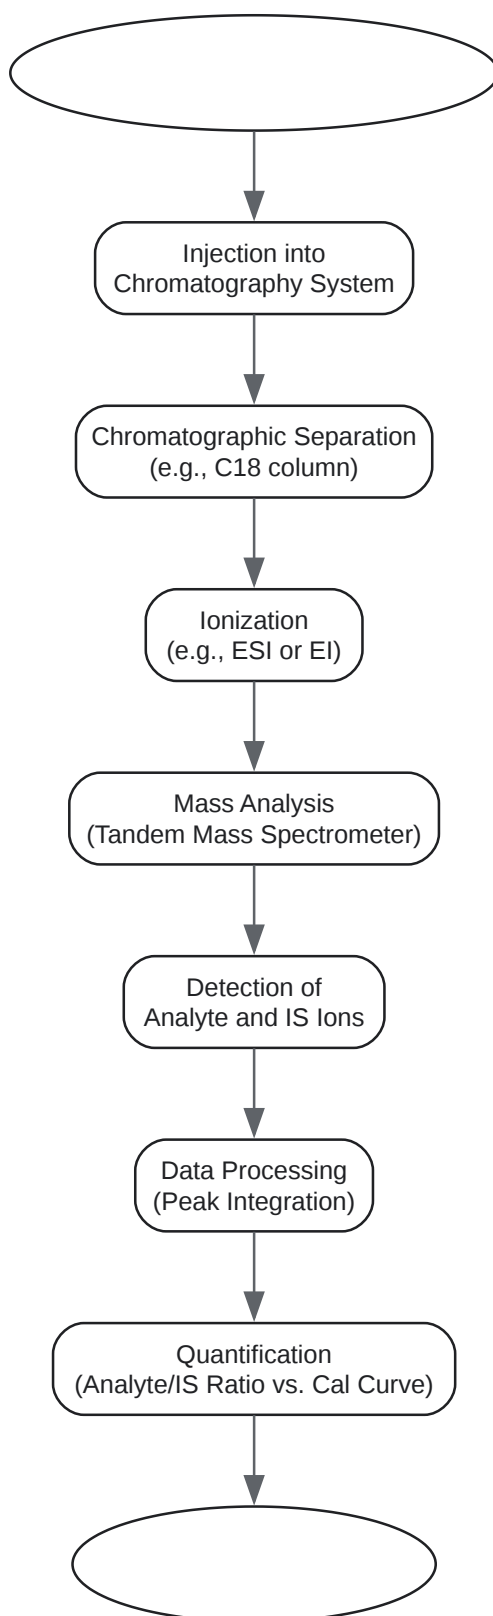 Injection into
Chromatography System
Chromatographic Separation
(e.g., C18 column)
Ionization
(e.g., ESI or EI)
Mass Analysis
(Tandem Mass Spectrometer)
Detection of
Analyte and IS Ions
Data Processing
(Peak Integration)
Quantification
(Analyte/IS Ratio vs. Cal Curve)